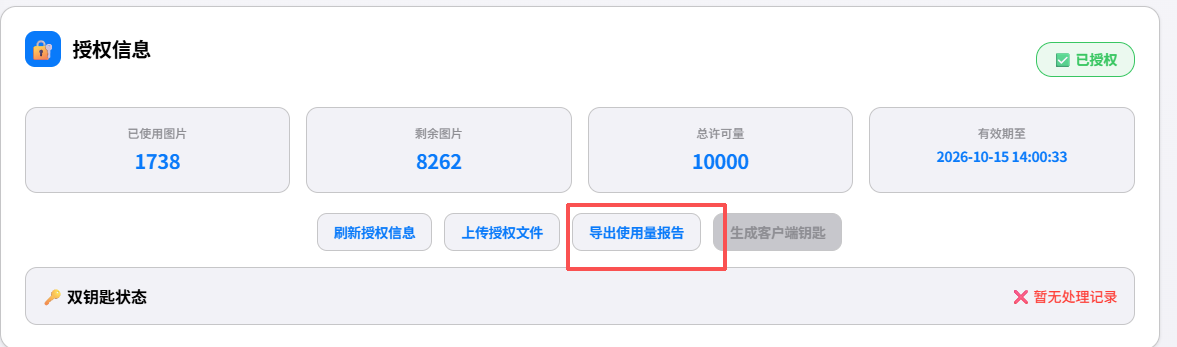 授权信息
已授权
已使用图片
1738
剩余图片
8262
总许可量
10000
有效期至
2026-10-15 14:00:33
刷新授权信息
上传授权文件
导出使用量报告
生成客户端钥匙
双钥匙状态
暂无处理记录